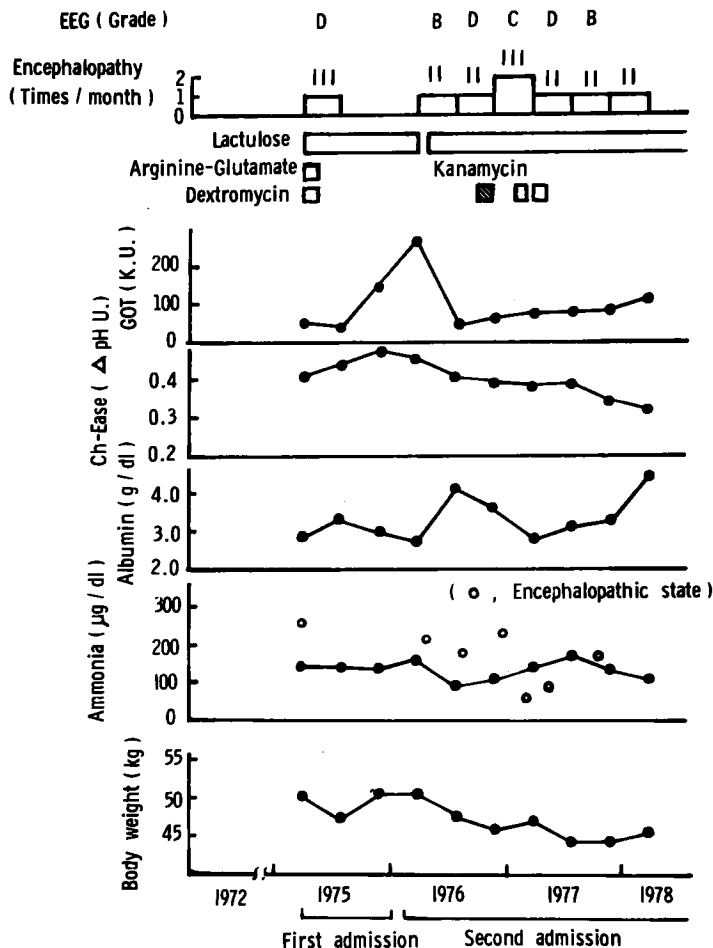 EEG ( Grade ) D B D C D B
Encephalopathy
( Times / month )
III II II III II II II
2
1
0
Lactulose
Arginine-Glutamate
Kanamycin
Dextromycin
GOT ( K.U. )
200
100
0
Ch-Ease ( Δ pH U. )
0.4
0.3
0.2
Albumin ( g / dl )
4.0
3.0
2.0
Ammonia ( μg / dl )
( o , Encephalopathic state )
300
200
100
0
Body weight ( kg )
55
50
45
1972 1975 1976 1977 1978
First admission Second admission